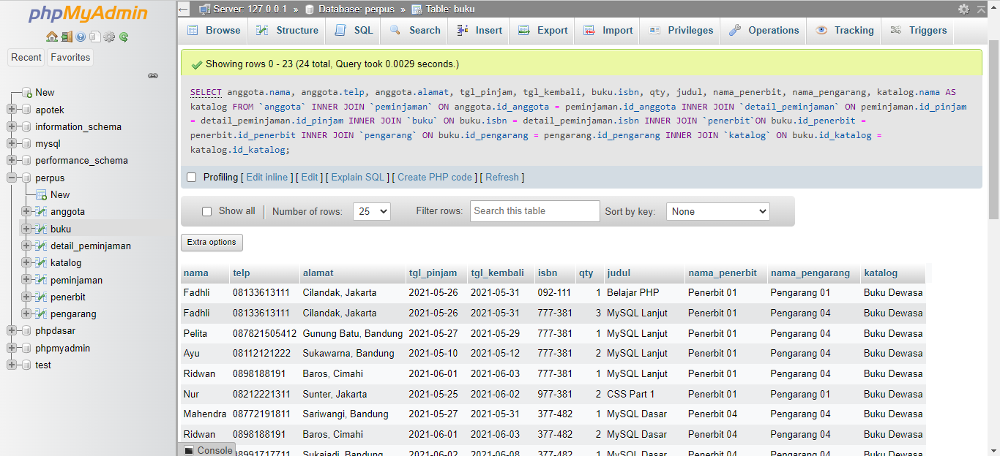 phpMyAdmin
Recent Favorites
New
apotek
information_schema
mysql
performance_schema
perpus
New
anggota
buku
detail_peminjaman
katalog
peminjaman
penerbit
pengarang
phpdasar
phpmyadmin
test
Server: 127.0.0.1 » Database: perpus » Table: buku
Browse Structure SQL Search Insert Export Import Privileges Operations Tracking Triggers
Showing rows 0 - 23 (24 total, Query took 0.0029 seconds.)
SELECT anggota.nama, anggota.telp, anggota.alamat, tgl_pinjam, tgl_kembali, buku.isbn, qty, judul, nama_penerbit, nama_pengarang, katalog.nama AS
katalog FROM `anggota` INNER JOIN `peminjaman` ON anggota.id_anggota = peminjaman.id_anggota INNER JOIN `detail_peminjaman` ON peminjaman.id_pinjam
= detail_peminjaman.id_pinjam INNER JOIN `buku` ON buku.isbn = detail_peminjaman.isbn INNER JOIN `penerbit`ON buku.id_penerbit =
penerbit.id_penerbit INNER JOIN `pengarang` ON buku.id_pengarang = pengarang.id_pengarang INNER JOIN `katalog` ON buku.id_katalog =
katalog.id_katalog;
Profiling [ Edit inline ] [ Edit ] [ Explain SQL ] [ Create PHP code ] [ Refresh ]
Show all | Number of rows: 25 Filter rows: Search this table Sort by key: None
Extra options
nama telp alamat tgl_pinjam tgl_kembali isbn qty judul nama_penerbit nama_pengarang katalog
Fadhli 08133613111 Cilandak, Jakarta 2021-05-26 2021-05-31 092-111 1 Belajar PHP Penerbit 01 Pengarang 01 Buku Dewasa
Fadhli 08133613111 Cilandak, Jakarta 2021-05-26 2021-05-31 777-381 3 MySQL Lanjut Penerbit 01 Pengarang 04 Buku Dewasa
Pelita 087821505412 Gunung Batu, Bandung 2021-05-27 2021-05-29 777-381 1 MySQL Lanjut Penerbit 01 Pengarang 04 Buku Dewasa
Ayu 08112121222 Sukawarna, Bandung 2021-05-10 2021-05-12 777-381 2 MySQL Lanjut Penerbit 01 Pengarang 04 Buku Dewasa
Ridwan 0898188191 Baros, Cimahi 2021-06-01 2021-06-03 777-381 1 MySQL Lanjut Penerbit 01 Pengarang 04 Buku Dewasa
Nur 08212221311 Sunter, Jakarta 2021-05-25 2021-06-02 977-381 2 CSS Part 1 Penerbit 01 Pengarang 04 Buku Dewasa
Mahendra 08772191811 Sariwangi, Bandung 2021-05-27 2021-05-31 377-482 1 MySQL Dasar Penerbit 04 Pengarang 04 Buku Dewasa
Ridwan 0898188191 Baros, Cimahi 2021-06-01 2021-06-03 377-482 2 MySQL Dasar Penerbit 04 Pengarang 04 Buku Dewasa
Console
08991717711 Sukajadi, Bandung 2021-06-02 2021-06-08 377-482 1 MySQL Dasar Penerbit 04 Pengarang 04 Buku Dewasa